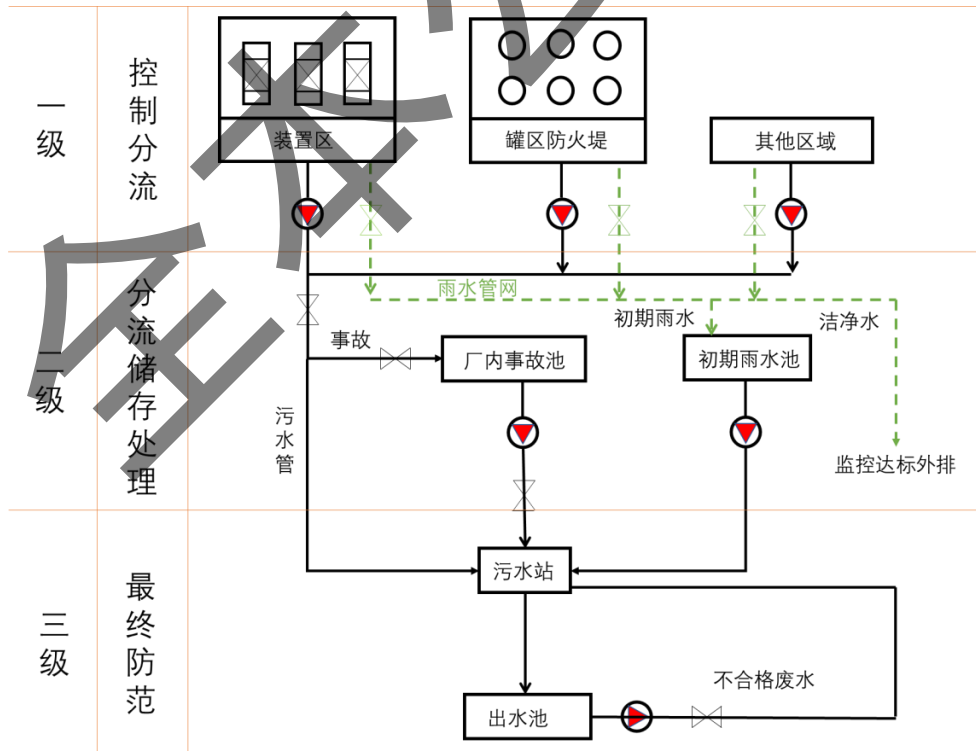 一级
控制分流
装置区
罐区防火堤
其他区域
二级
分流储存处理
雨水管网
初期雨水
洁净水
事故
厂内事故池
初期雨水池
污水管
监控达标外排
三级
最终防范
污水站
不合格废水
出水池